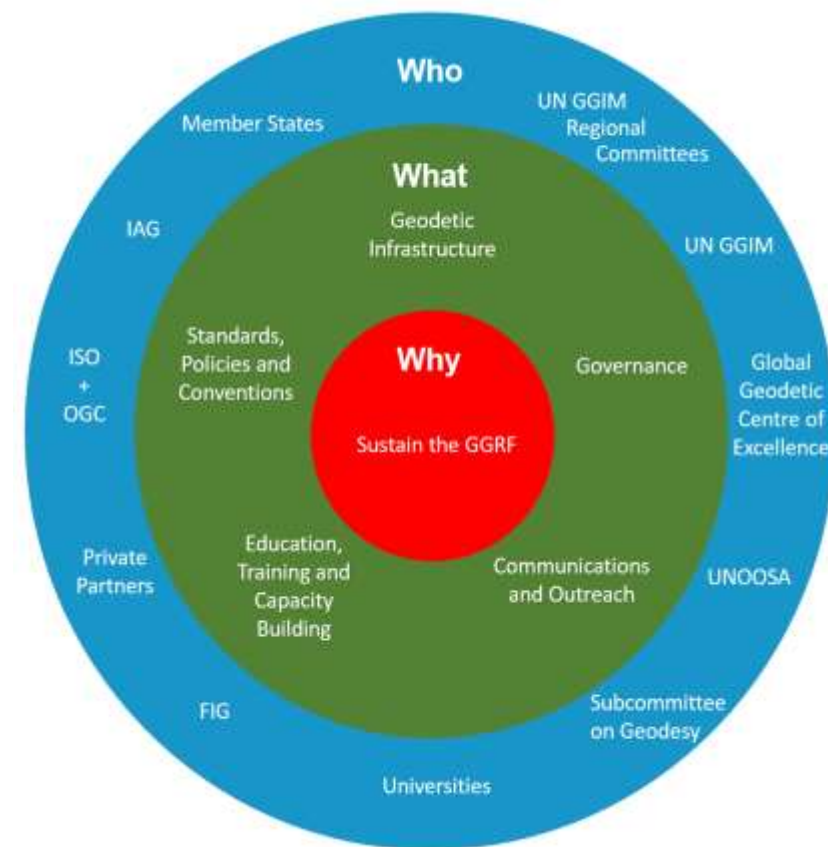 Who
Member States
UN GGIM
Regional
Committees
IAG
UN GGIM
ISO
+
OGC
Global
Geodetic
Centre of
Excellence
Private
Partners
UNOOSA
FIG
Subcommittee
on Geodesy
Universities
What
Geodetic
Infrastructure
Standards,
Policies and
Conventions
Governance
Education,
Training and
Capacity
Building
Communications
and Outreach
Why
Sustain the GGRF